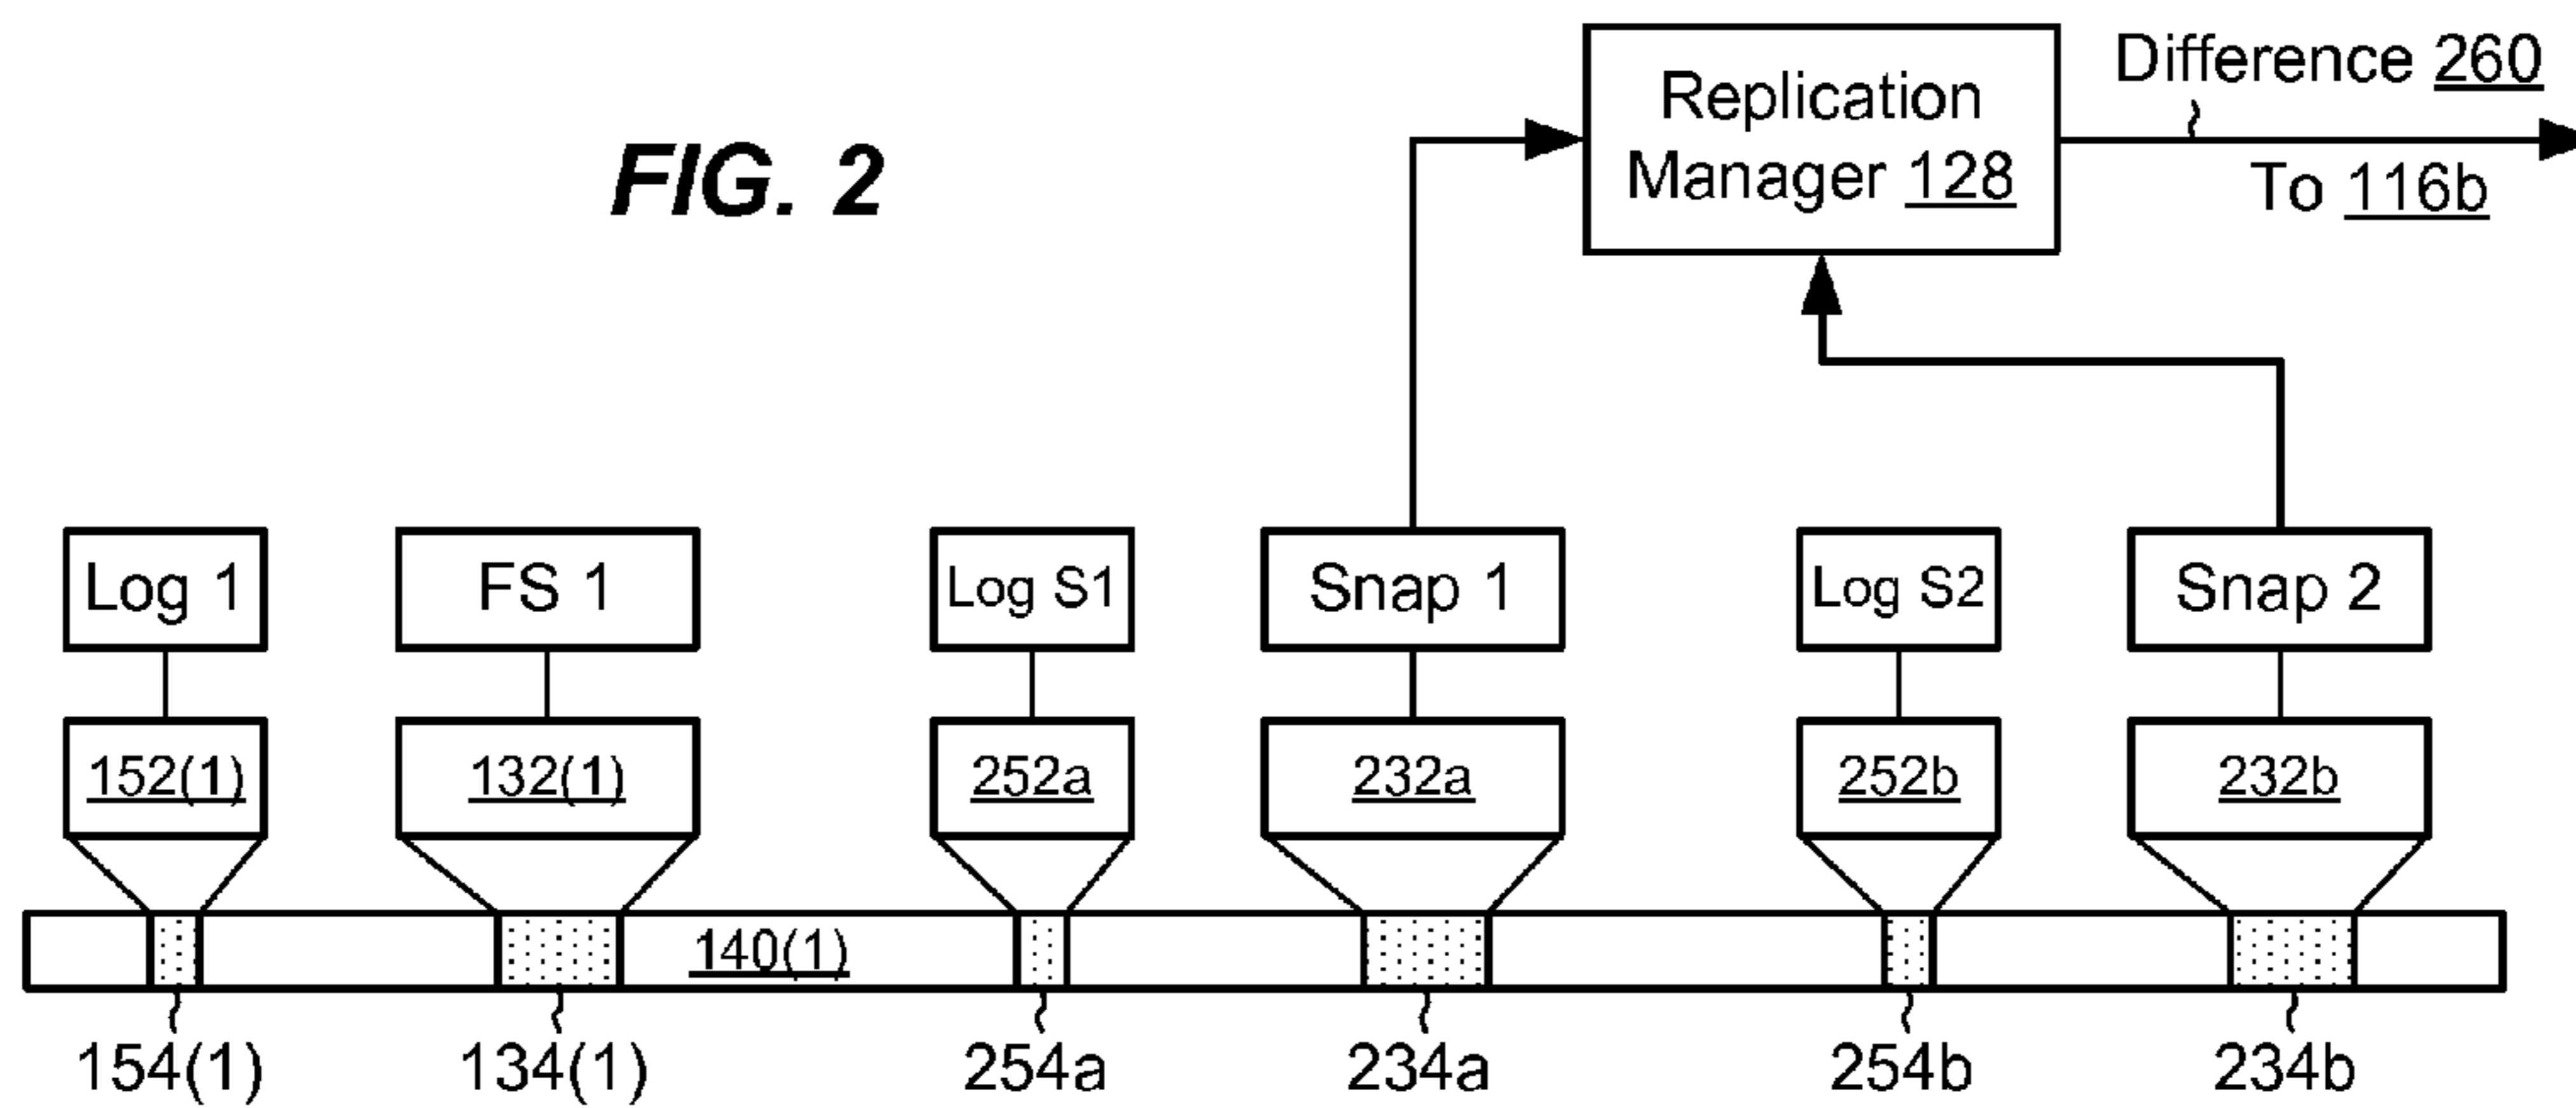 FIG. 2
Replication
Manager 128
Difference 260
To 116b
Log 1
FS 1
Log S1
Snap 1
Log S2
Snap 2
152(1)
132(1)
252a
232a
252b
232b
140(1)
154(1)
134(1)
254a
234a
254b
234b